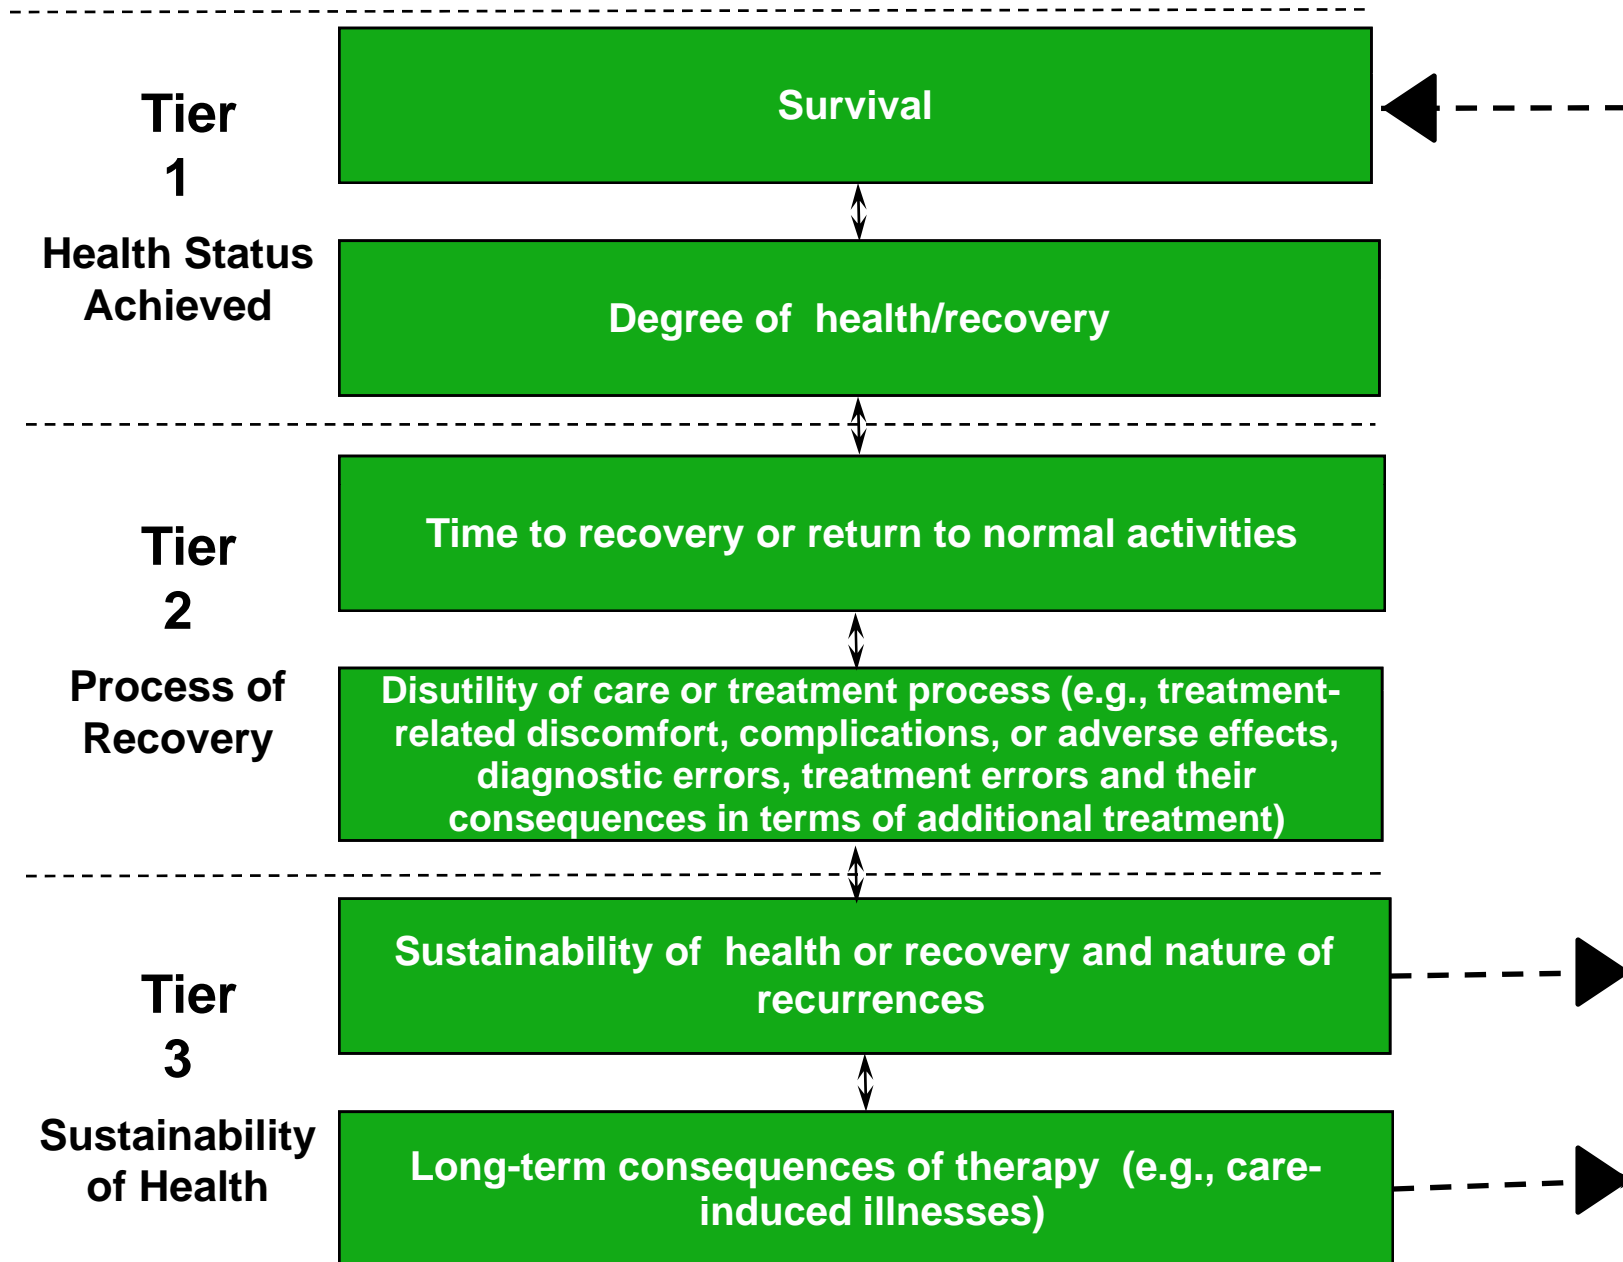 Tier
1
Health Status
Achieved
Survival
Degree of  health/recovery
Tier
2
Process of
Recovery
Time to recovery or return to normal activities
Disutility of care or treatment process (e.g., treatment-
related discomfort, complications, or adverse effects,
diagnostic errors, treatment errors and their
consequences in terms of additional treatment)
Tier
3
Sustainability
of Health
Sustainability of  health or recovery and nature of
recurrences
Long-term consequences of therapy  (e.g., care-
induced illnesses)